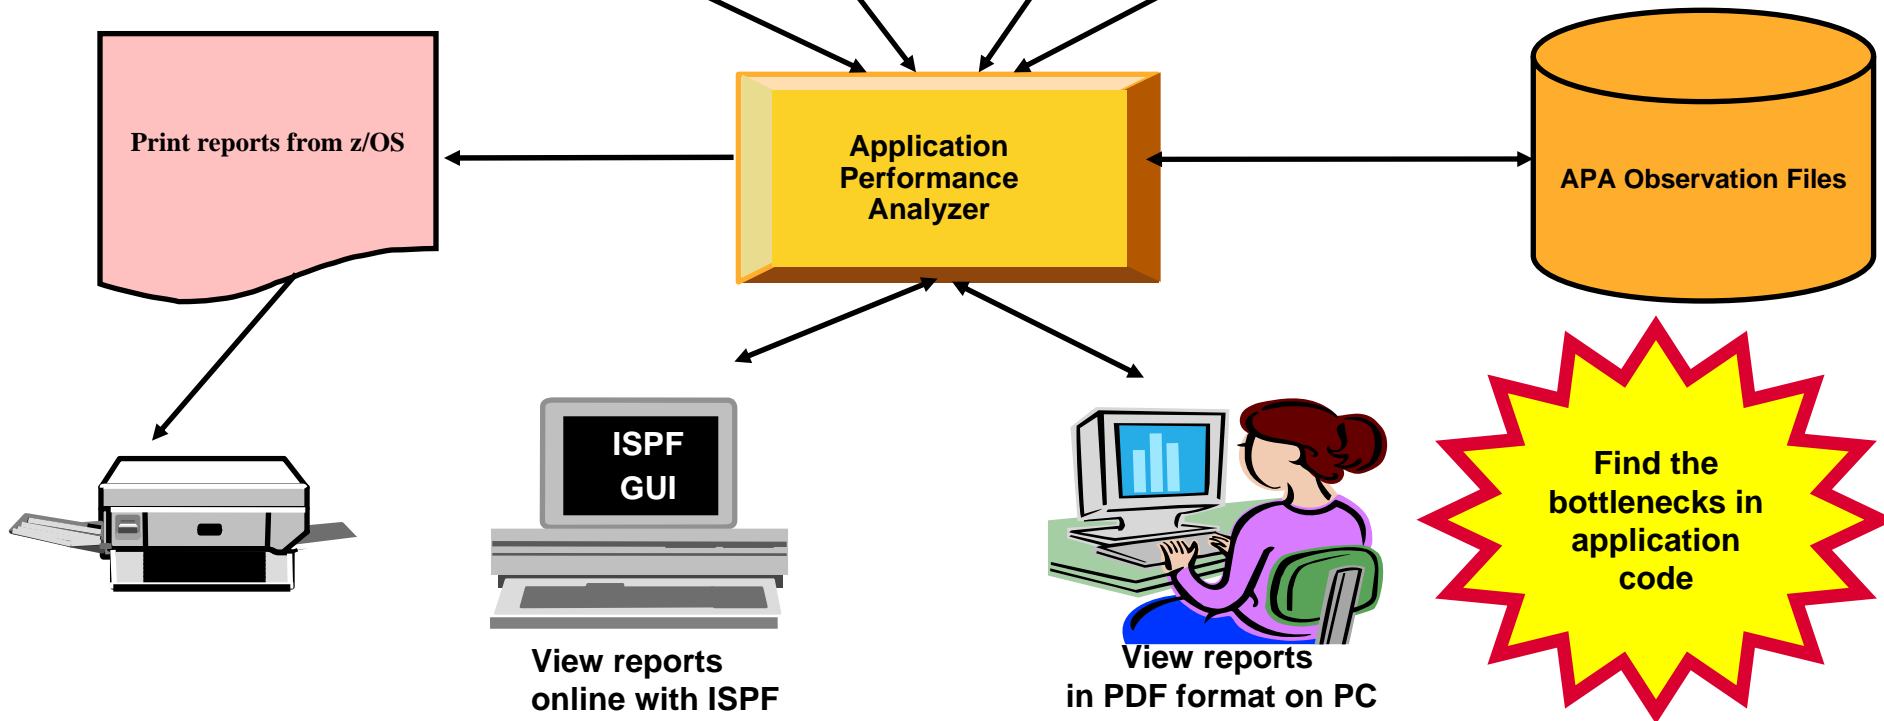 Print reports from z/OS
Application
Performance
Analyzer
APA Observation Files
ISPF
GUI
View reports
online with ISPF
View reports
in PDF format on PC
Find the
bottlenecks in
application
code